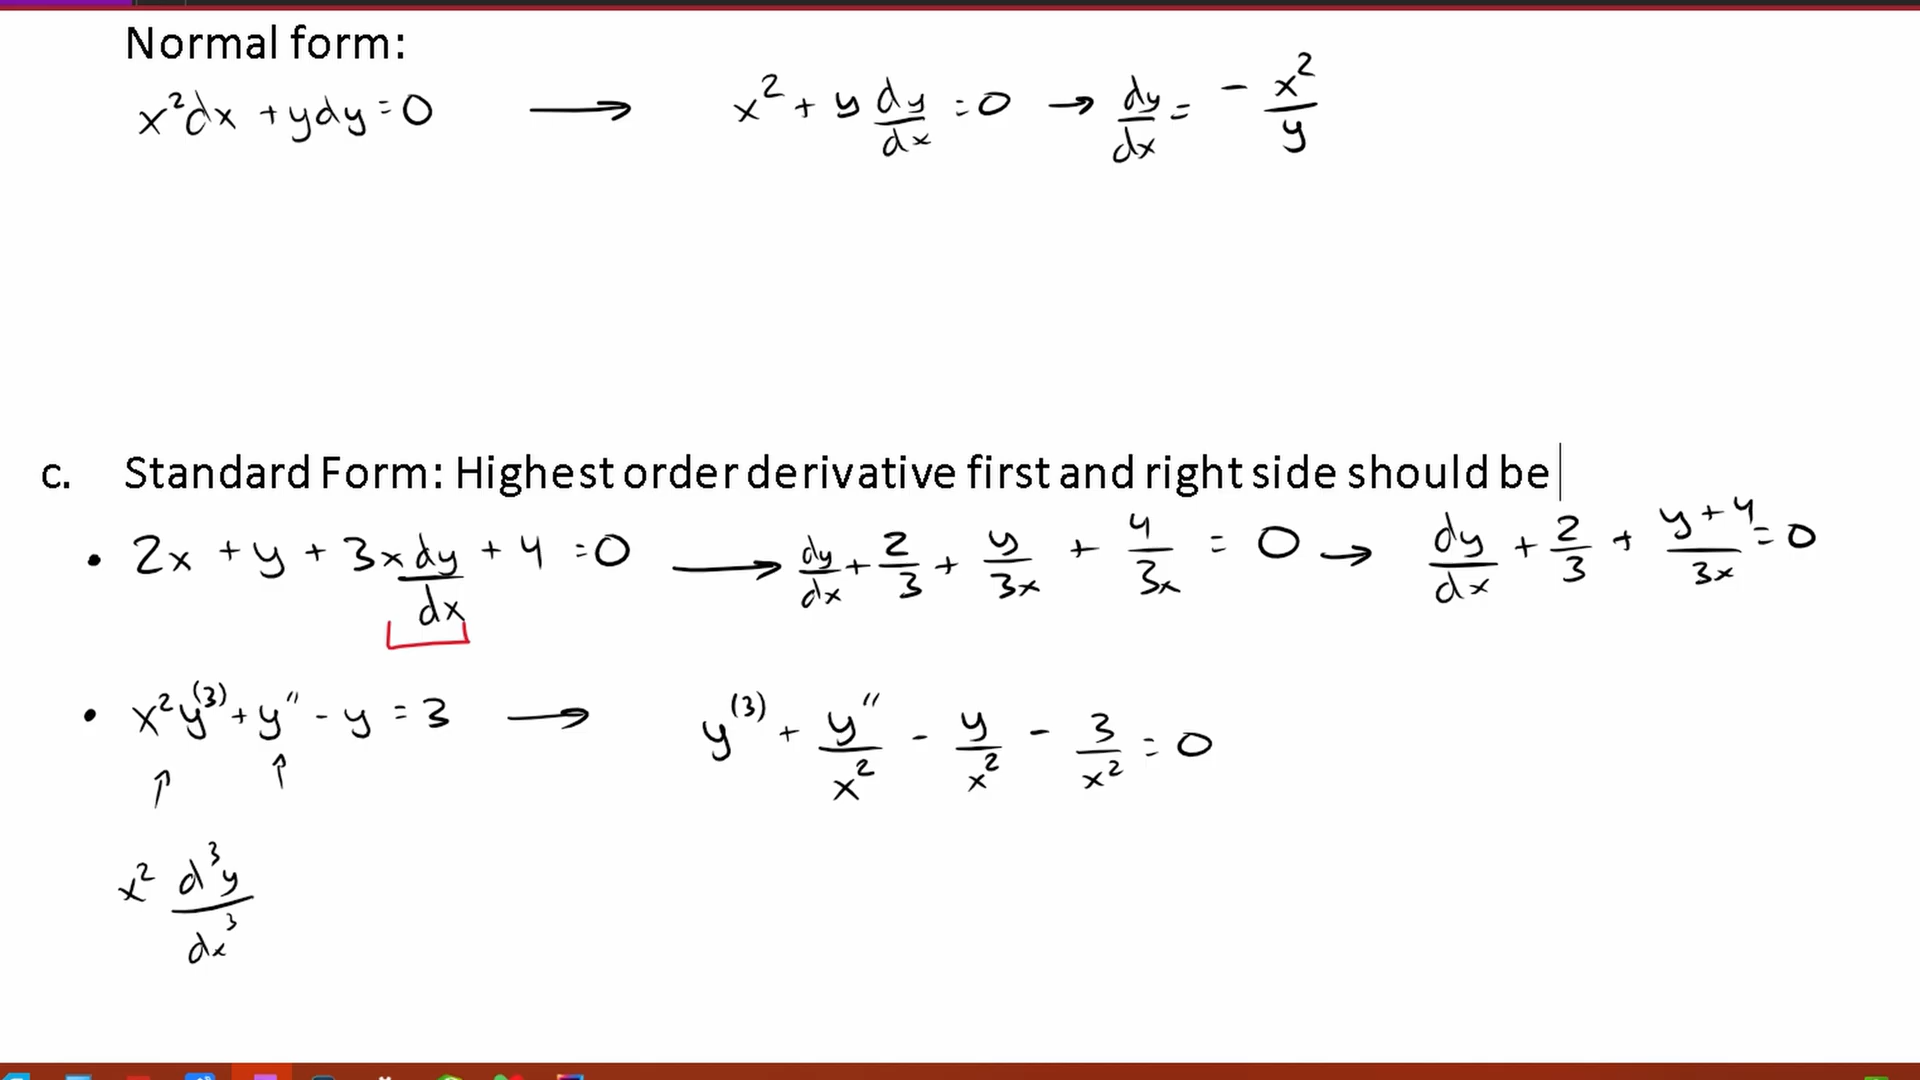 Normal form:
x²dx + ydy = 0 ⟶ x² + y dy/dx = 0 → dy/dx = - x²/y
c. Standard Form: Highest order derivative first and right side should be
• 2x + y + 3x dy/dx + 4 = 0 ⟶ dy/dx + 2/3 + y/3x + 4/3x = 0 → dy/dx + 2/3 + y+4/3x = 0
• x²y⁽³⁾ + y″ - y = 3 ⟶ y⁽³⁾ + y″/x² - y/x² - 3/x² = 0
↑ ↑
x² d³y/dx³